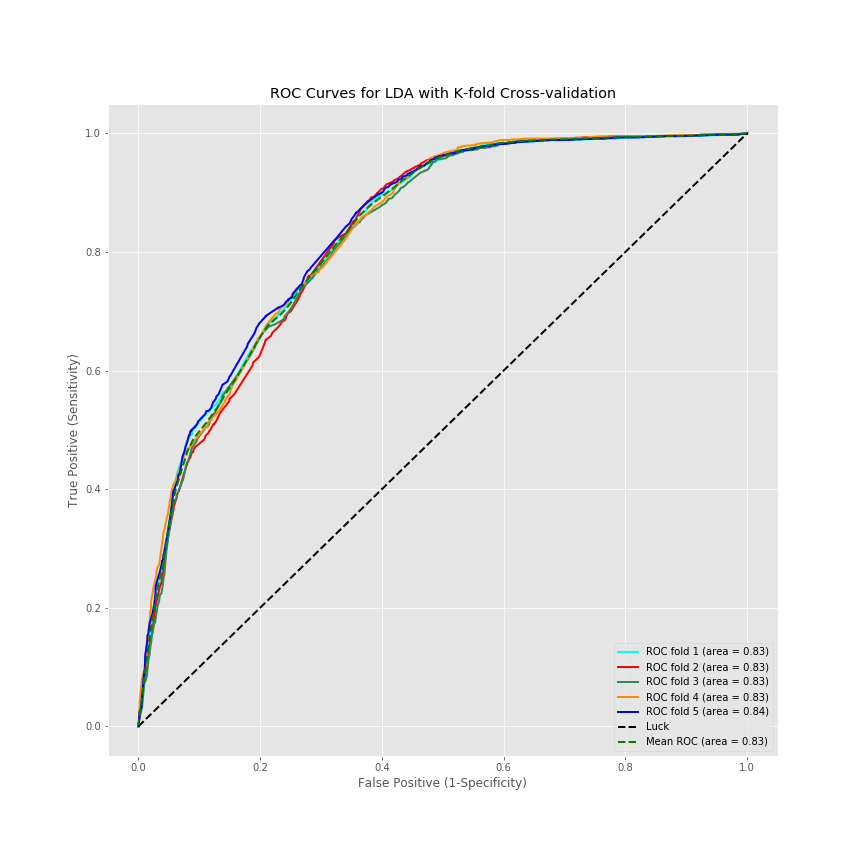 ROC Curves for LDA with K-fold Cross-validation
1.0
0.8
0.6
0.4
0.2
0.0
True Positive (Sensitivity)
ROC fold 1 (area = 0.83)
ROC fold 2 (area = 0.83)
ROC fold 3 (area = 0.83)
ROC fold 4 (area = 0.83)
ROC fold 5 (area = 0.84)
Luck
Mean ROC (area = 0.83)
0.0 0.2 0.4 0.6 0.8 1.0
False Positive (1-Specificity)